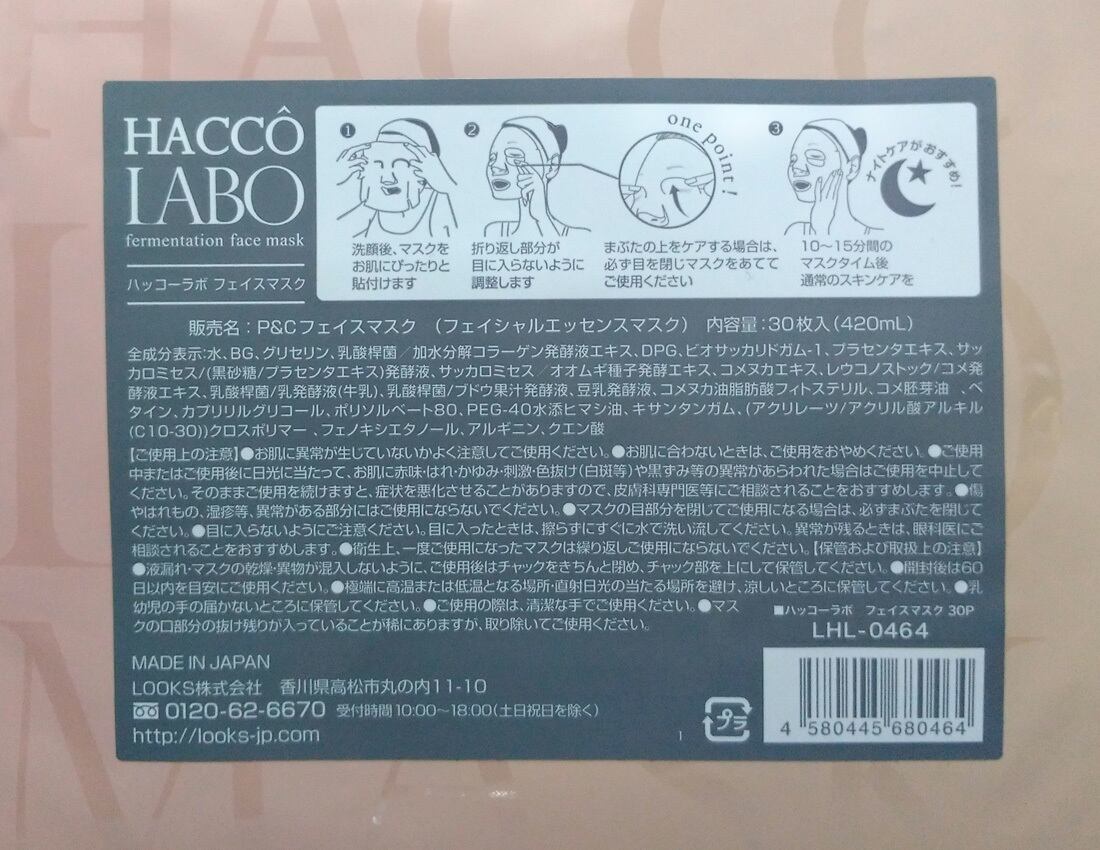 HACCÔ
LABO
fermentation face mask
ハッコーラボ フェイスマスク
❶
洗顔後、マスクを
お肌にぴったりと
貼付けます
❷
折り返し部分が
目に入らないように
調整します
one point!
まぶたの上をケアする場合は、
必ず目を閉じマスクをあてて
ご使用ください
❸
ナイトケアがおすすめ!
10〜15分間の
マスクタイム後
通常のスキンケアを
販売名：P&Cフェイスマスク （フェイシャルエッセンスマスク） 内容量：30枚入（420mL）
全成分表示:水、BG、グリセリン、乳酸桿菌／加水分解コラーゲン発酵液エキス、DPG、ビオサッカリドガム-1、プラセンタエキス、サッ
カロミセス/(黒砂糖/プラセンタエキス)発酵液、サッカロミセス／オオムギ種子発酵エキス、コメヌカエキス、レウコノストック/コメ発
酵液エキス、乳酸桿菌/乳発酵液(牛乳)、乳酸桿菌/ブドウ果汁発酵液、豆乳発酵液、コメヌカ油脂肪酸フィトステリル、コメ胚芽油 、ベ
タイン、カプリリルグリコール、ポリソルベート80、PEG-40水添ヒマシ油、キサンタンガム、(アクリレーツ/アクリル酸アルキル
(C10-30))クロスポリマー 、フェノキシエタノール、アルギニン、クエン酸
【ご使用上の注意】●お肌に異常が生じていないかよく注意してご使用ください。●お肌に合わないときは、ご使用をおやめください。●ご使用
中またはご使用後に日光に当たって、お肌に赤味・はれ・かゆみ・刺激・色抜け(白斑等)や黒ずみ等の異常があらわれた場合はご使用を中止して
ください。そのままご使用を続けますと、症状を悪化させることがありますので、皮膚科専門医等にご相談されることをおすすめします。●傷
やはれもの、湿疹等、異常がある部分にはご使用にならないでください。●マスクの目部分を閉じてご使用になる場合は、必ずまぶたを閉じて
ください。●目に入らないようにご注意ください。目に入ったときは、擦らずにすぐに水で洗い流してください。異常が残るときは、眼科医にご
相談されることをおすすめします。●衛生上、一度ご使用になったマスクは繰り返しご使用にならないでください。【保管および取扱上の注意】
●液漏れ・マスクの乾燥・異物が混入しないように、ご使用後はチャックをきちんと閉め、チャック部を上にして保管してください。●開封後は60
日以内を目安にご使用ください。●極端に高温または低温となる場所・直射日光の当たる場所を避け、涼しいところに保管してください。●乳
幼児の手の届かないところに保管してください。●ご使用の際は、清潔な手でご使用ください。●マス
クの口部分の抜け残りが入っていることが稀にありますが、取り除いてご使用ください。
■ハッコーラボ フェイスマスク 30P
LHL-0464
MADE IN JAPAN
LOOKS株式会社 香川県高松市丸の内11-10
0120-62-6670 受付時間10:00〜18:00(土日祝日を除く)
http://looks-jp.com
1
プラ
4 580445 680464
HACCO
L
MASK